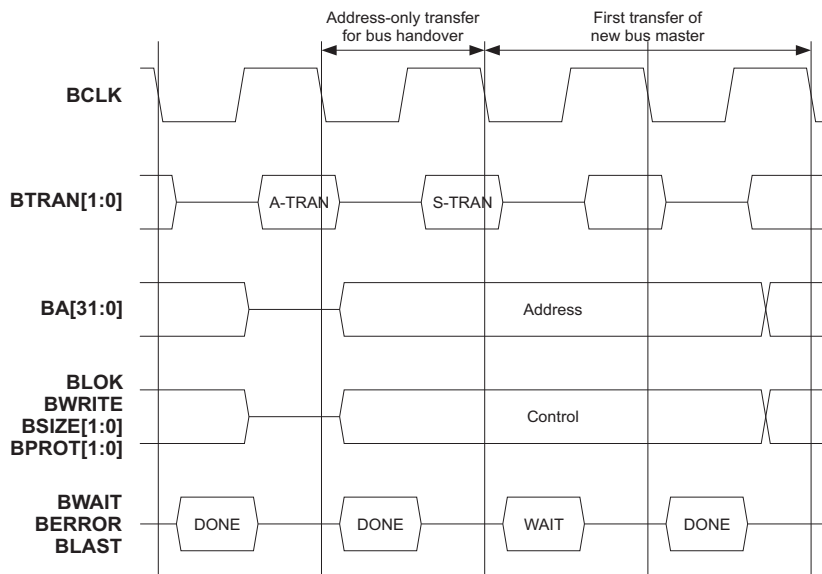 Address-only transfer
for bus handover
First transfer of
new bus master
BCLK
BTRAN[1:0]
A-TRAN
S-TRAN
BA[31:0]
Address
BLOK
BWRITE
BSIZE[1:0]
BPROT[1:0]
Control
BWAIT
BERROR
BLAST
DONE
DONE
WAIT
DONE